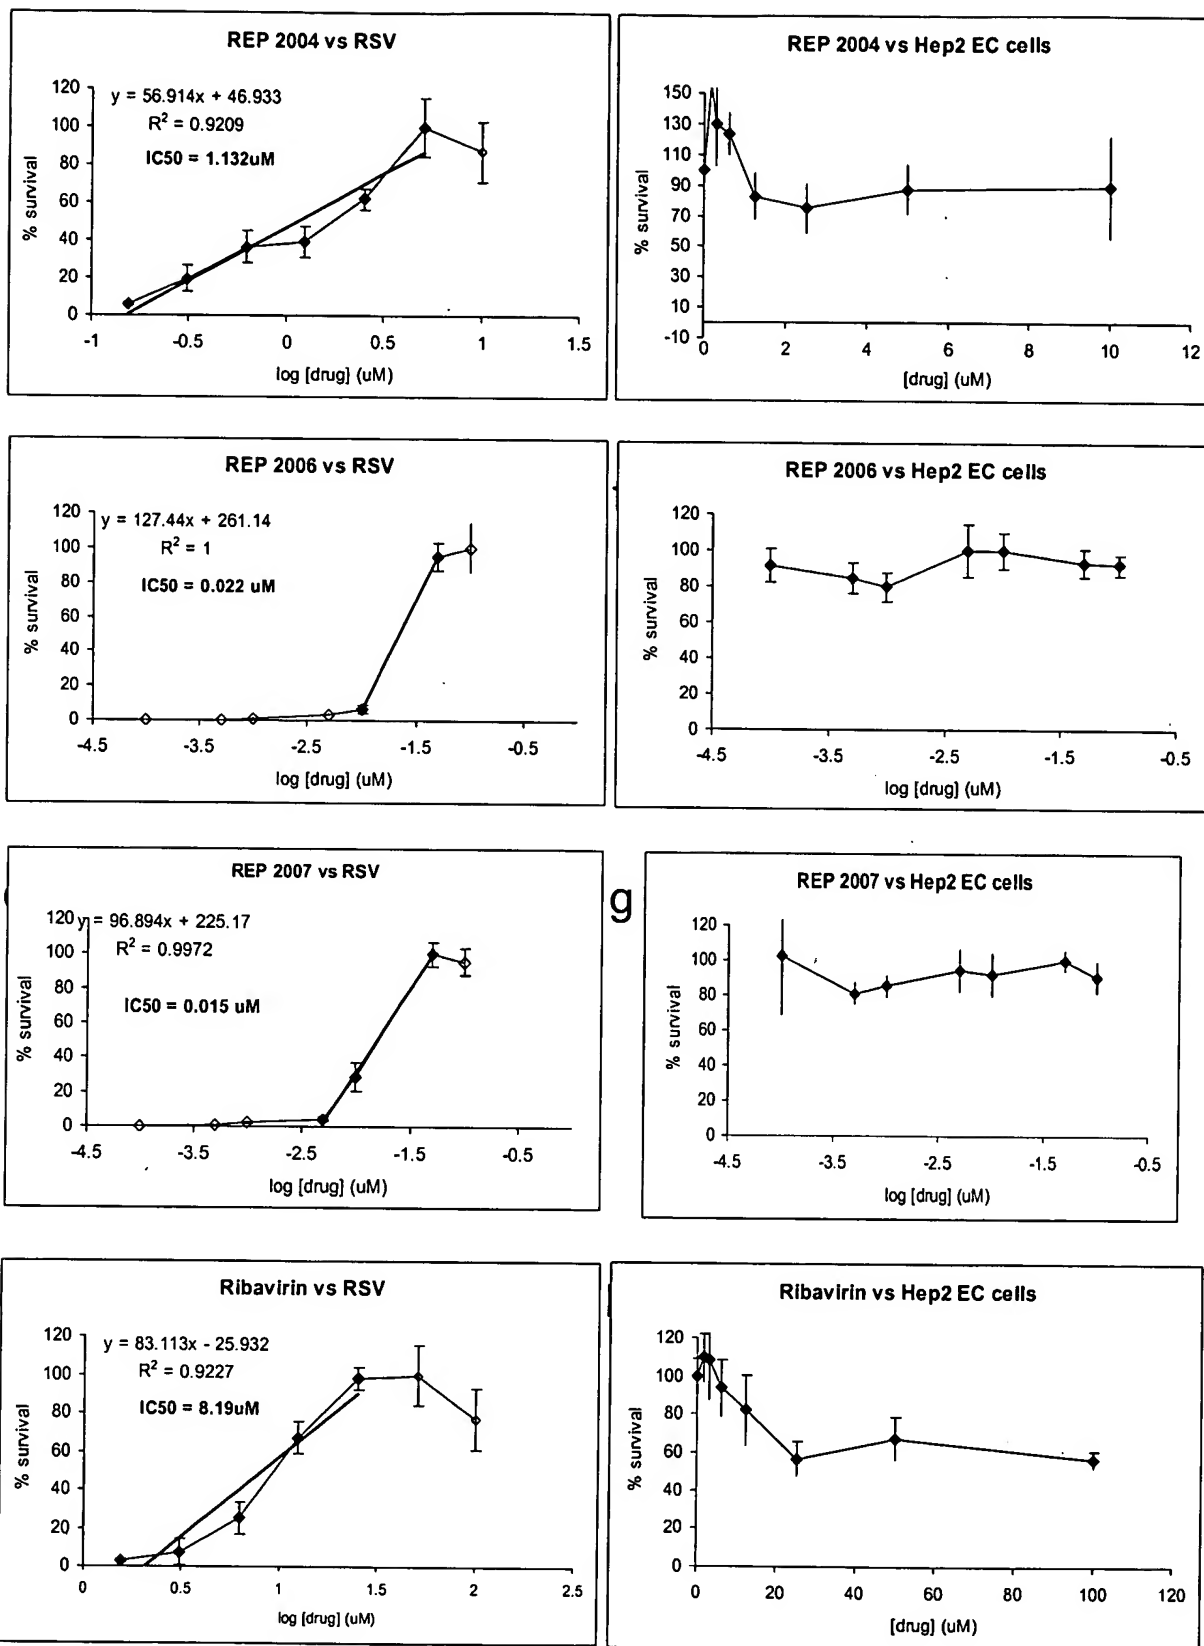 REP 2004 vs RSV
120
100
80
60
40
20
0
% survival
y = 56.914x + 46.933
R² = 0.9209
IC50 = 1.132uM
-1 -0.5 0 0.5 1 1.5
log [drug] (uM)
REP 2004 vs Hep2 EC cells
150
130
110
90
70
50
30
10
-10
% survival
0 2 4 6 8 10 12
[drug] (uM)
REP 2006 vs RSV
120
100
80
60
40
20
0
% survival
y = 127.44x + 261.14
R² = 1
IC50 = 0.022 uM
-4.5 -3.5 -2.5 -1.5 -0.5
log [drug] (uM)
REP 2006 vs Hep2 EC cells
120
100
80
60
40
20
0
% survival
-4.5 -3.5 -2.5 -1.5 -0.5
log [drug] (uM)
REP 2007 vs RSV
120
100
80
60
40
20
0
% survival
y = 96.894x + 225.17
R² = 0.9972
IC50 = 0.015 uM
-4.5 -3.5 -2.5 -1.5 -0.5
log [drug] (uM)
g
REP 2007 vs Hep2 EC cells
120
100
80
60
40
20
0
% survival
-4.5 -3.5 -2.5 -1.5 -0.5
log [drug] (uM)
Ribavirin vs RSV
120
100
80
60
40
20
0
% survival
y = 83.113x - 25.932
R² = 0.9227
IC50 = 8.19uM
0 0.5 1 1.5 2 2.5
log [drug] (uM)
Ribavirin vs Hep2 EC cells
120
100
80
60
40
20
0
% survival
0 20 40 60 80 100 120
[drug] (uM)